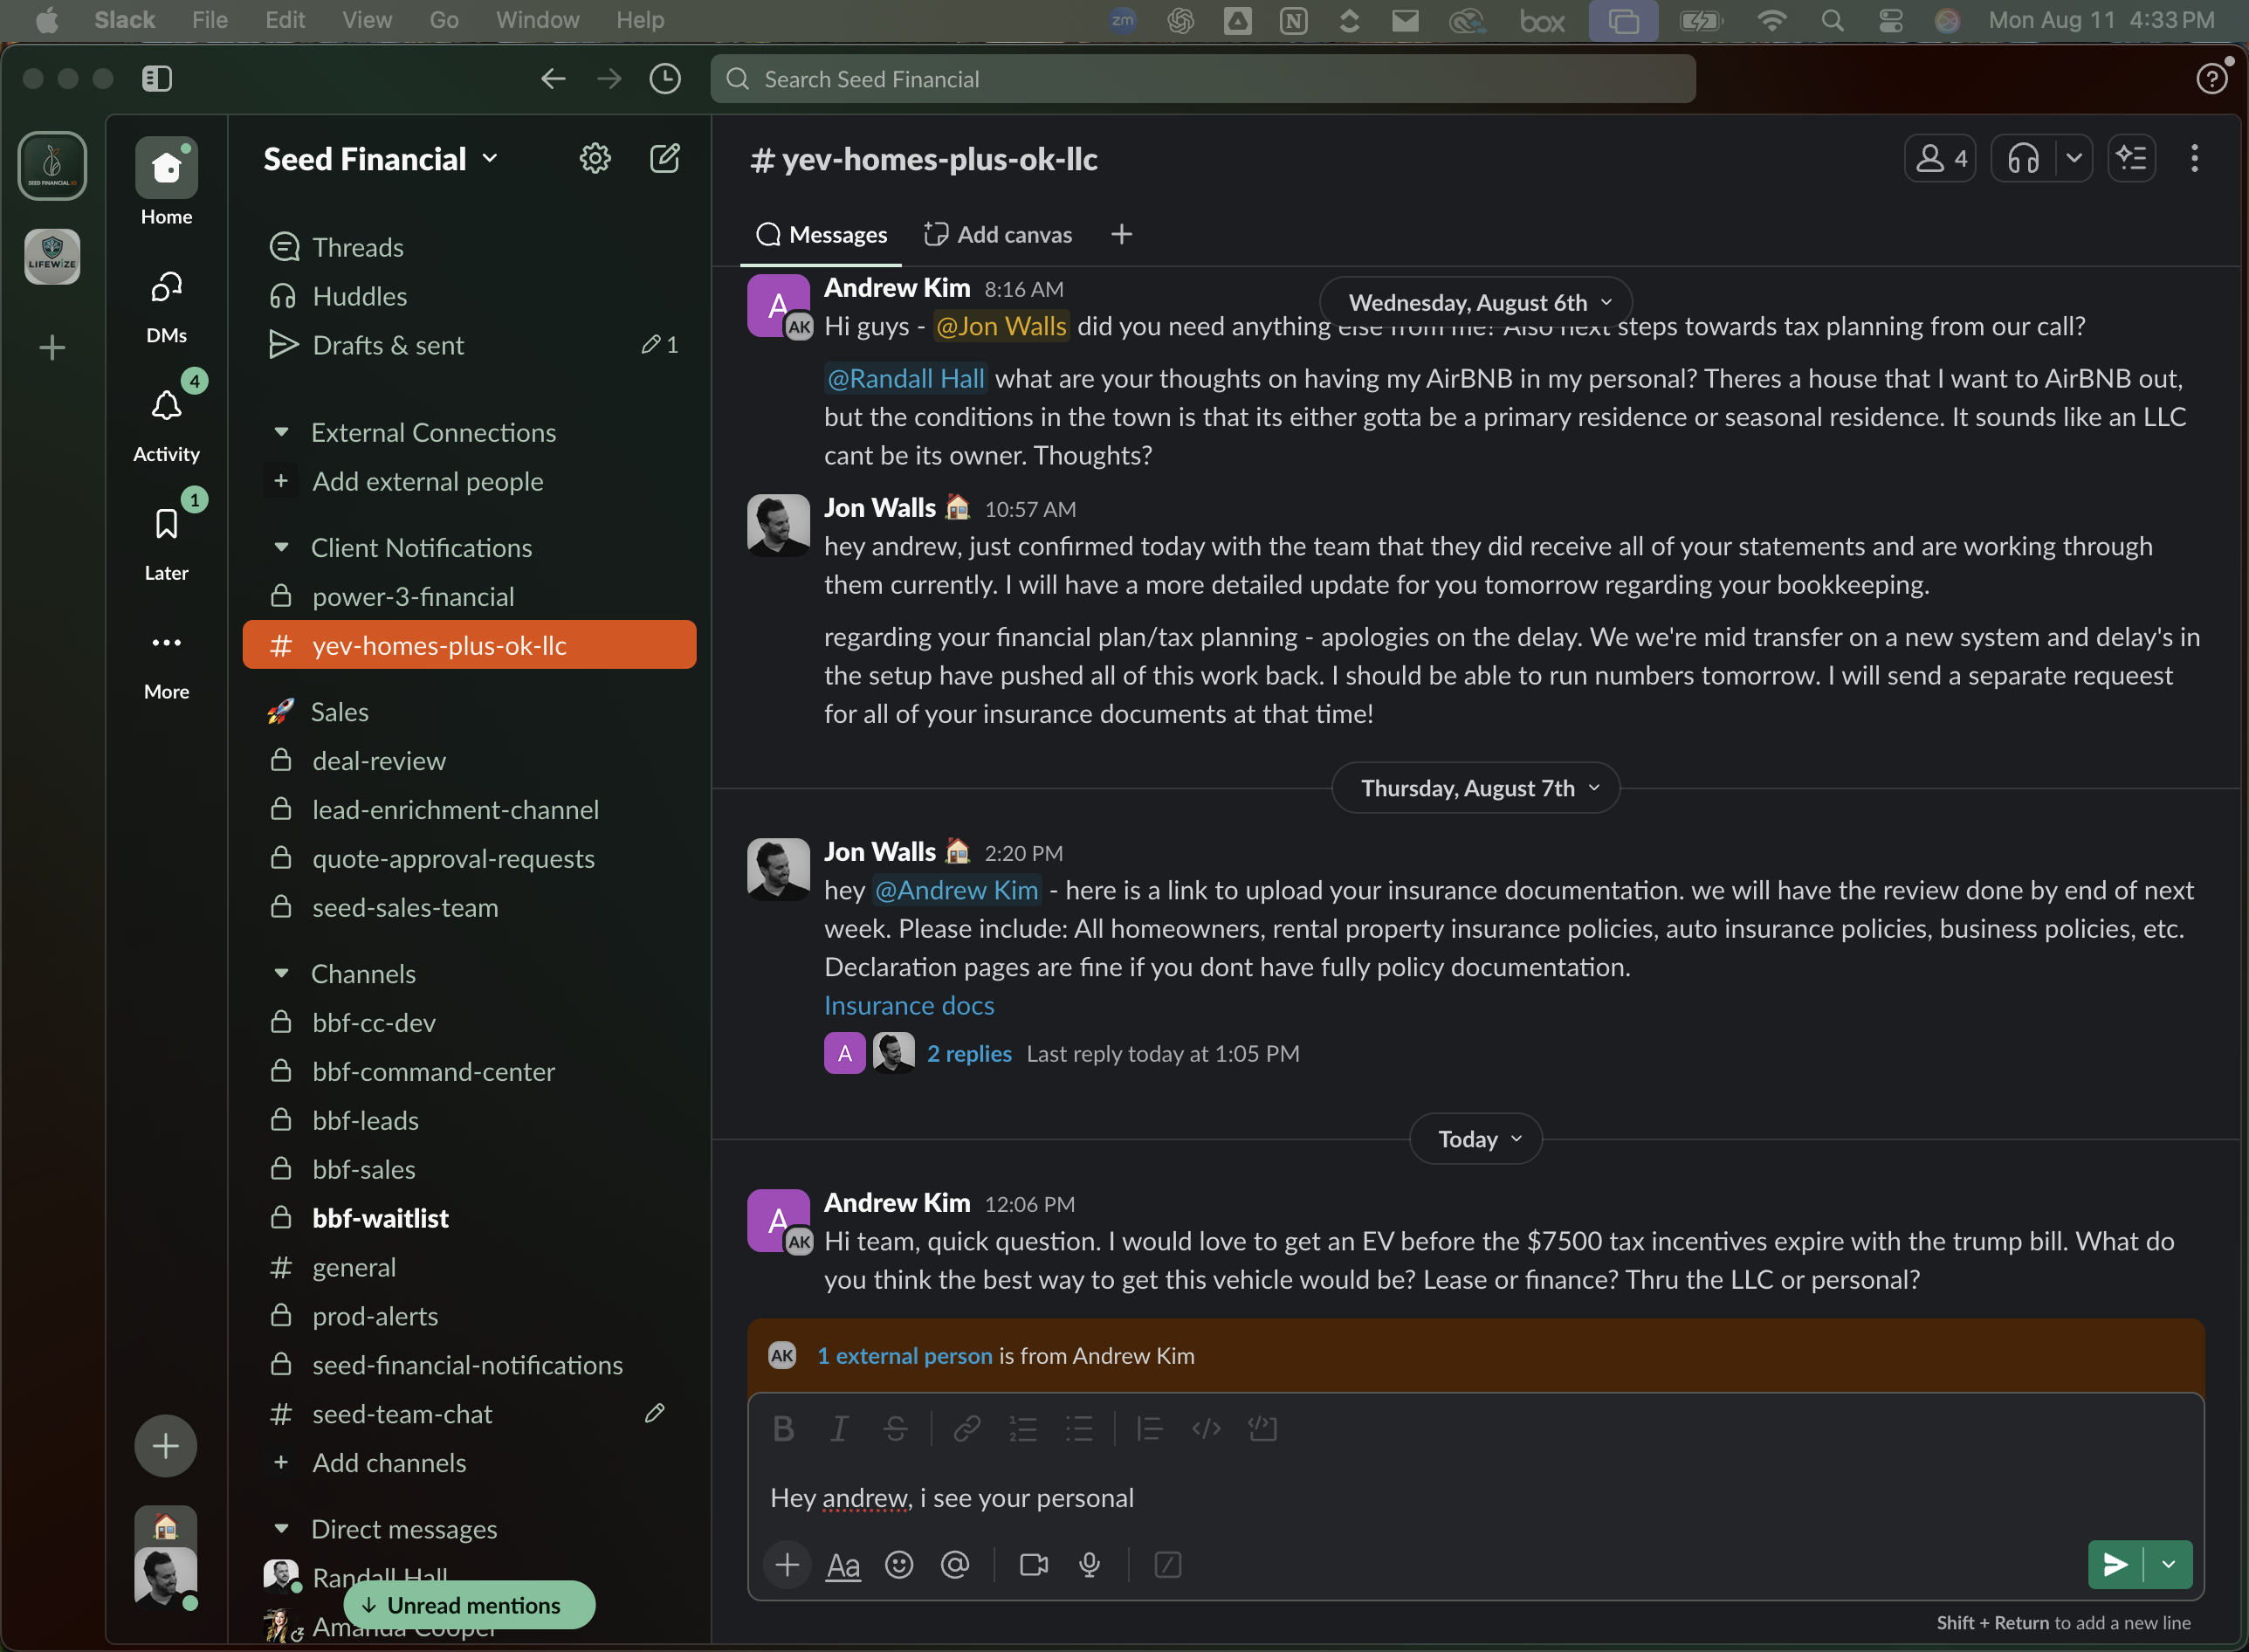 Slack File Edit View Go Window Help zm N box Mon Aug 11 4:33 PM
Search Seed Financial
SEED FINANCIAL.IO
LIFEWIZE
Home
DMs
4
Activity
1
Later
More
Seed Financial
Threads
Huddles
Drafts & sent 1
External Connections
Add external people
Client Notifications
power-3-financial
yev-homes-plus-ok-llc
Sales
deal-review
lead-enrichment-channel
quote-approval-requests
seed-sales-team
Channels
bbf-cc-dev
bbf-command-center
bbf-leads
bbf-sales
bbf-waitlist
general
prod-alerts
seed-financial-notifications
seed-team-chat
Add channels
Direct messages
Randall Hall
Amanda Cooper
Unread mentions
# yev-homes-plus-ok-llc
4
Messages Add canvas
Wednesday, August 6th
A
AK
Andrew Kim 8:16 AM
Hi guys - @Jon Walls did you need anything else from me? Also next steps towards tax planning from our call?
@Randall Hall what are your thoughts on having my AirBNB in my personal? Theres a house that I want to AirBNB out,
but the conditions in the town is that its either gotta be a primary residence or seasonal residence. It sounds like an LLC
cant be its owner. Thoughts?
Jon Walls 10:57 AM
hey andrew, just confirmed today with the team that they did receive all of your statements and are working through
them currently. I will have a more detailed update for you tomorrow regarding your bookkeeping.
regarding your financial plan/tax planning - apologies on the delay. We we're mid transfer on a new system and delay's in
the setup have pushed all of this work back. I should be able to run numbers tomorrow. I will send a separate requeest
for all of your insurance documents at that time!
Thursday, August 7th
Jon Walls 2:20 PM
hey @Andrew Kim - here is a link to upload your insurance documentation. we will have the review done by end of next
week. Please include: All homeowners, rental property insurance policies, auto insurance policies, business policies, etc.
Declaration pages are fine if you dont have fully policy documentation.
Insurance docs
A 2 replies Last reply today at 1:05 PM
Today
A
AK
Andrew Kim 12:06 PM
Hi team, quick question. I would love to get an EV before the $7500 tax incentives expire with the trump bill. What do
you think the best way to get this vehicle would be? Lease or finance? Thru the LLC or personal?
AK 1 external person is from Andrew Kim
B I S
Hey andrew, i see your personal
Aa
Shift + Return to add a new line